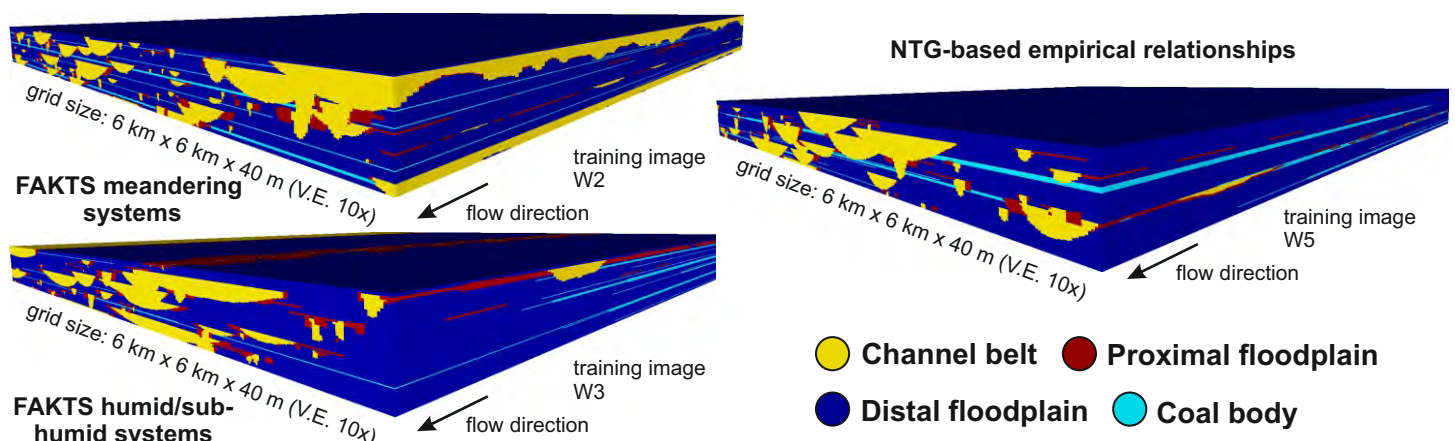 grid size: 6 km x 6 km x 40 m (V.E. 10x)
FAKTS meandering
systems
training image
W2
flow direction
grid size: 6 km x 6 km x 40 m (V.E. 10x)
FAKTS humid/sub-
humid systems
training image
W3
flow direction
NTG-based empirical relationships
grid size: 6 km x 6 km x 40 m (V.E. 10x)
training image
W5
flow direction
Channel belt
Proximal floodplain
Distal floodplain
Coal body